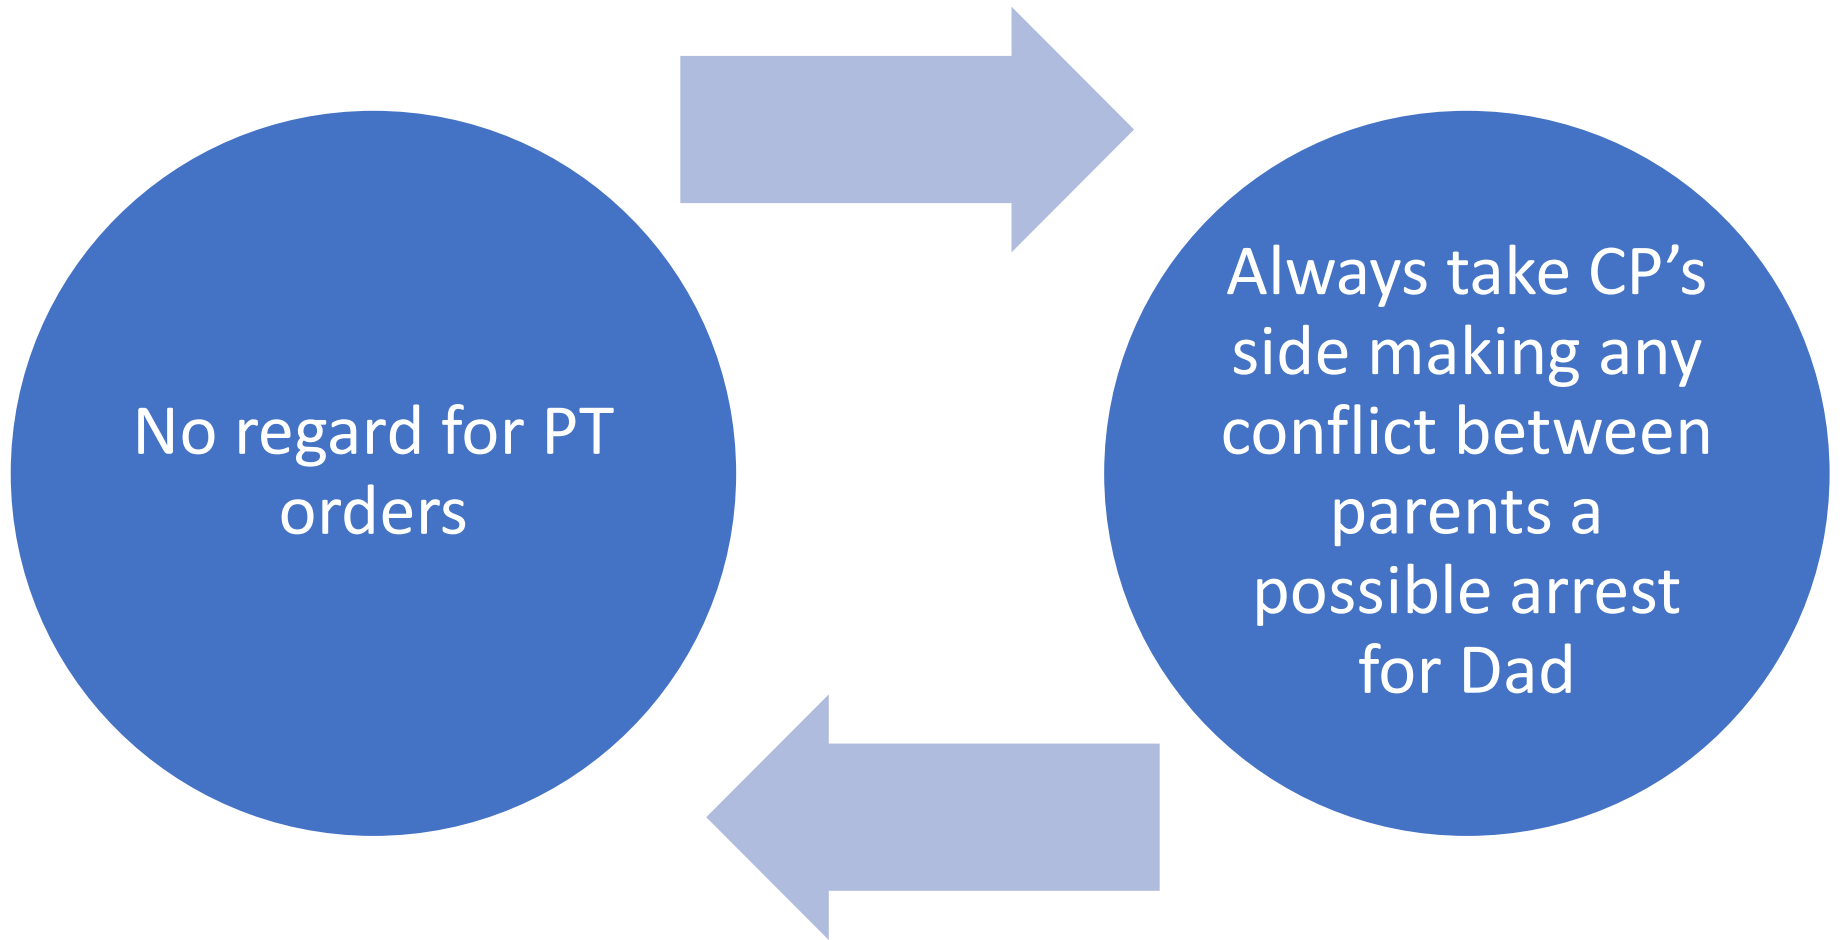 No regard for PT
orders
Always take CP’s
side making any
conflict between
parents a
possible arrest
for Dad